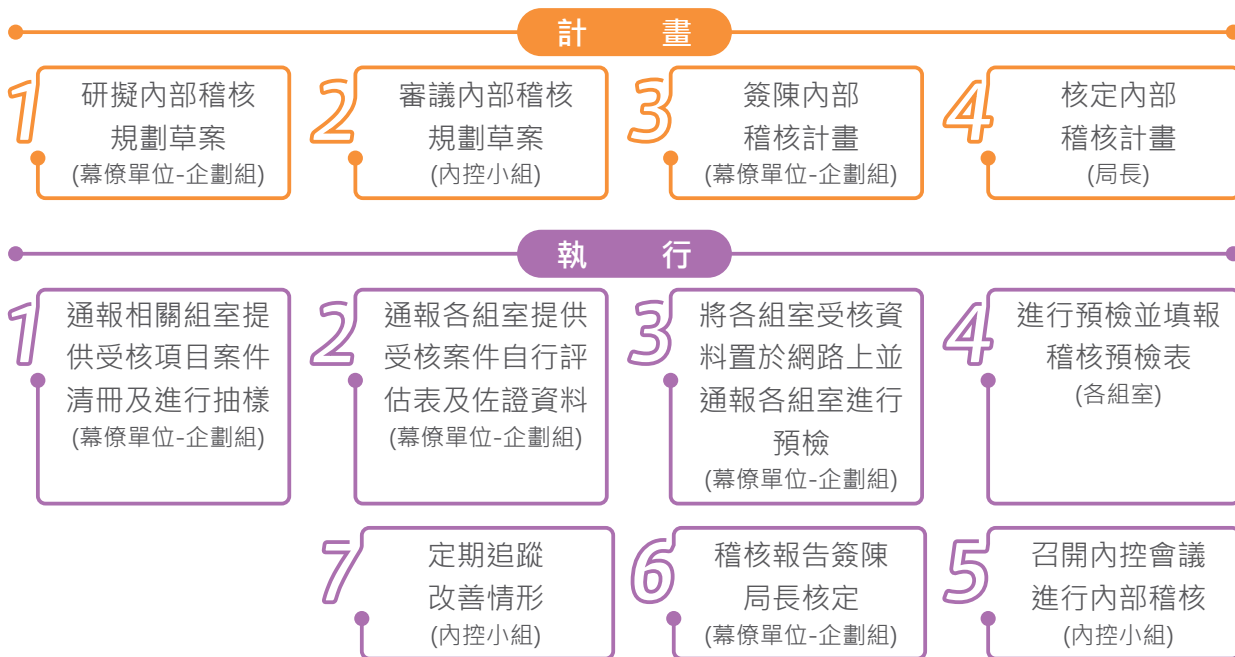 計 畫
1
研擬內部稽核
規劃草案
(幕僚單位-企劃組)
2
審議內部稽核
規劃草案
(內控小組)
3
簽陳內部
稽核計畫
(幕僚單位-企劃組)
4
核定內部
稽核計畫
(局長)
執 行
1
通報相關組室提
供受核項目案件
清冊及進行抽樣
(幕僚單位-企劃組)
2
通報各組室提供
受核案件自行評
估表及佐證資料
(幕僚單位-企劃組)
3
將各組室受核資
料置於網路上並
通報各組室進行
預檢
(幕僚單位-企劃組)
4
進行預檢並填報
稽核預檢表
(各組室)
5
召開內控會議
進行內部稽核
(內控小組)
6
稽核報告簽陳
局長核定
(幕僚單位-企劃組)
7
定期追蹤
改善情形
(內控小組)